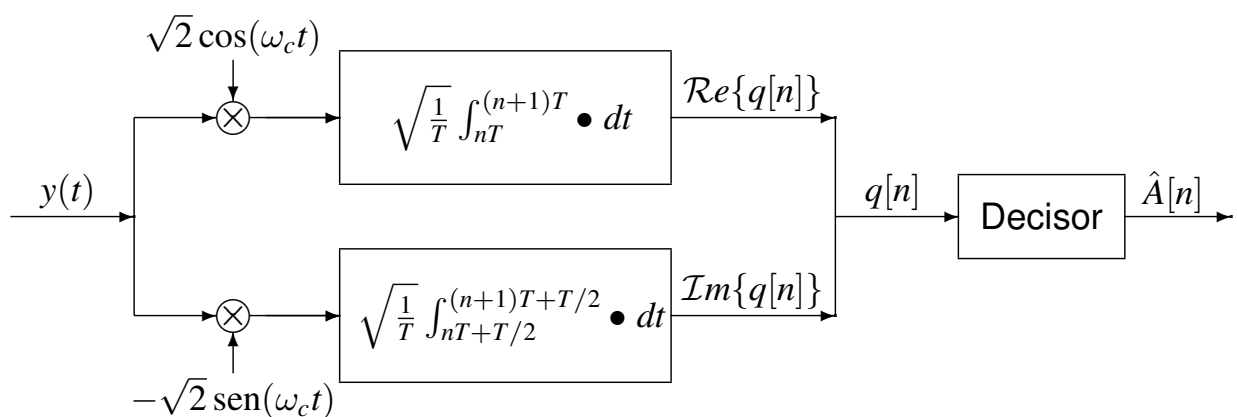 √2 cos(ω_c t)
√(1/T) ∫_{nT}^{(n+1)T} • dt
ℛe{q[n]}
y(t)
q[n]
Decisor
Â[n]
√(1/T) ∫_{nT+T/2}^{(n+1)T+T/2} • dt
ℐm{q[n]}
−√2 sen(ω_c t)